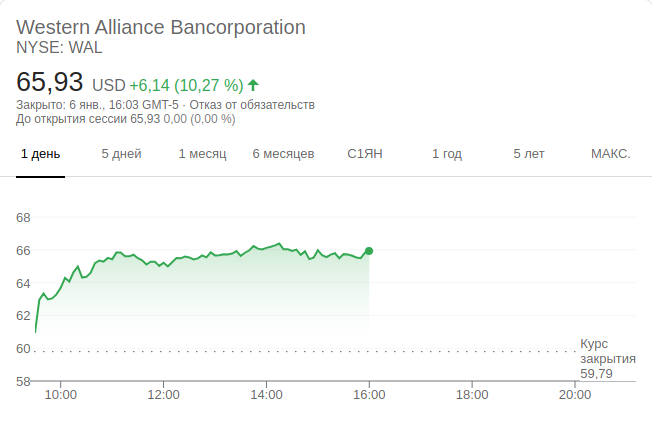 Western Alliance Bancorporation
NYSE: WAL
65,93 USD +6,14 (10,27 %)
Закрыто: 6 янв., 16:03 GMT-5 · Отказ от обязательств
До открытия сессии 65,93 0,00 (0,00 %)
1 день 5 дней 1 месяц 6 месяцев С1ЯН 1 год 5 лет МАКС.
68
66
64
62
60
58
Курс
закрытия
59,79
10:00 12:00 14:00 16:00 18:00 20:00